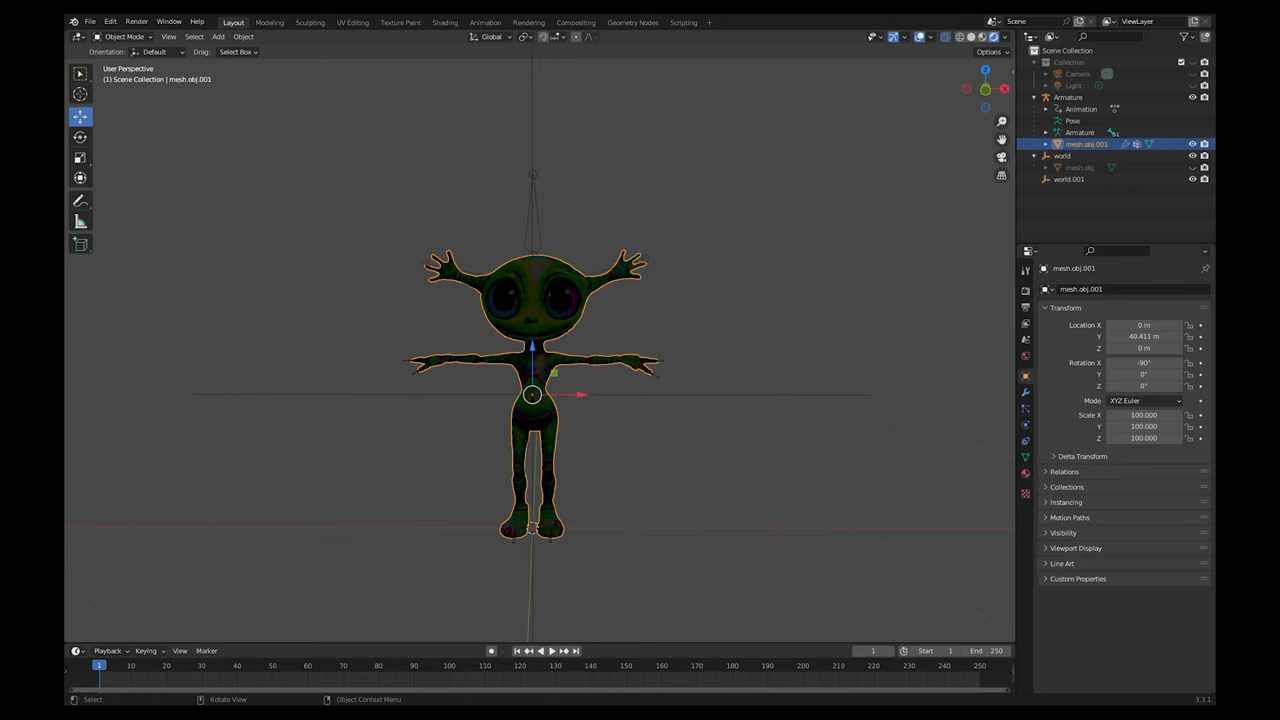 File Edit Render Window Help Layout Modeling Sculpting UV Editing Texture Paint Shading Animation Rendering Compositing Geometry Nodes Scripting + Scene ViewLayer
Object Mode View Select Add Object Global
Orientation: Default Drag: Select Box Options
User Perspective
(1) Scene Collection | mesh.obj.001
Z
X
Scene Collection
Collection
Camera
Light
Armature
Animation
Pose
Armature 51
mesh.obj.001
world
mesh.obj
world.001
mesh.obj.001
mesh.obj.001
Transform
Location X 0 m
Y 40.411 m
Z 0 m
Rotation X -90°
Y 0°
Z 0°
Mode XYZ Euler
Scale X 100.000
Y 100.000
Z 100.000
Delta Transform
Relations
Collections
Instancing
Motion Paths
Visibility
Viewport Display
Line Art
Custom Properties
Playback Keying View Marker 1 Start 1 End 250
1 10 20 30 40 50 60 70 80 90 100 110 120 130 140 150 160 170 180 190 200 210 220 230 240 250
Select Rotate View Object Context Menu 3.3.1